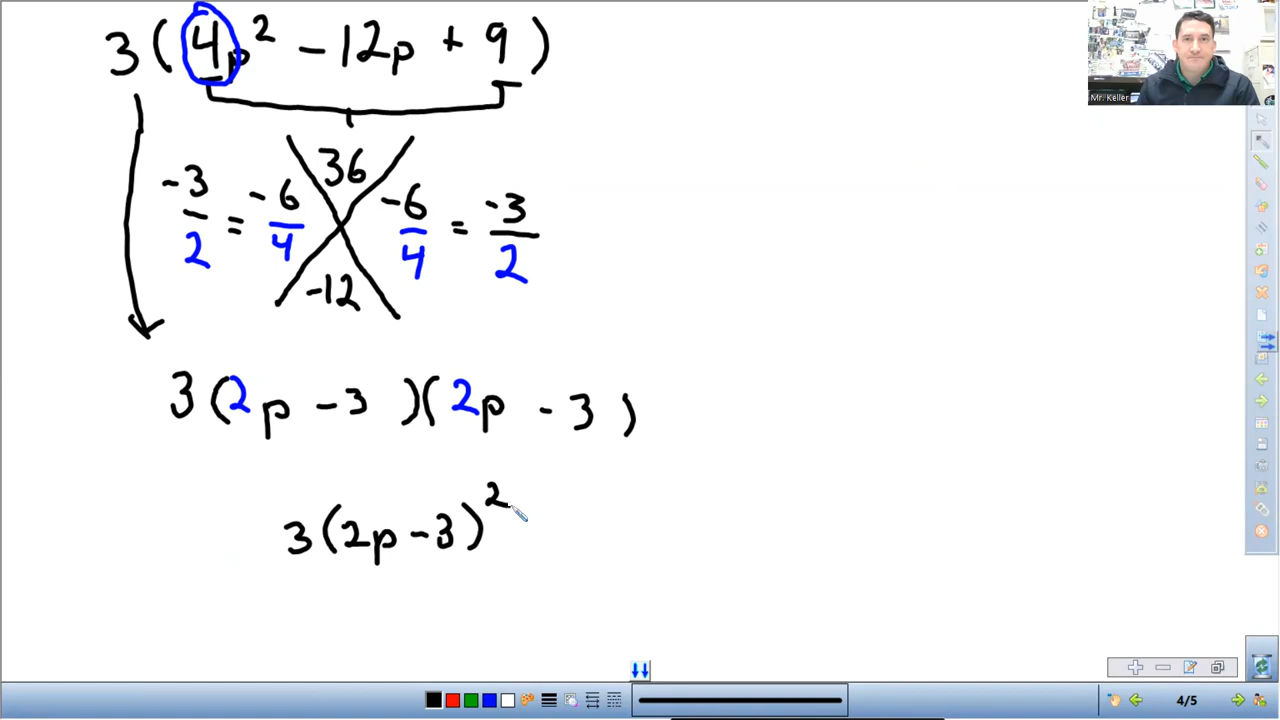 3(4p² - 12p + 9)
Mr. Keller
36
-3/2 = -6/4 -6/4 = -3/2
-12
3(2p - 3)(2p - 3)
3(2p - 3)²
4/5